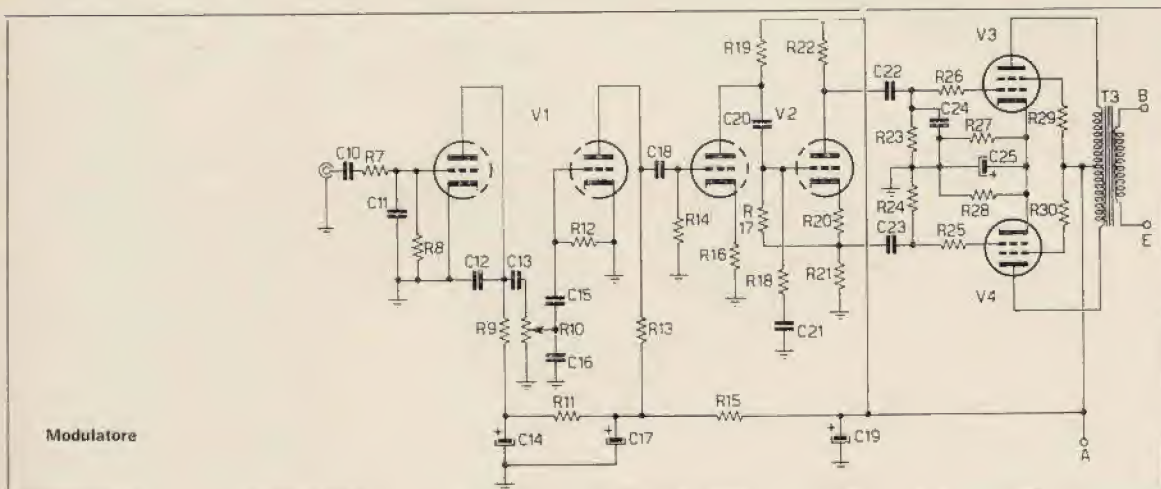 R19
R22
V3
C22
R26
T3
B
V1
C24
R29
C20
V2
R27
R23
C10
R7
C18
C25
+
C11
R17
R24
R28
R12
R14
R20
R30
R8
C23
R25
E
C12
C13
R16
R18
R21
V4
C15
R9
R10
R13
C21
C16
R11
R15
Modulatore
+
C14
+
C17
+
C19
A